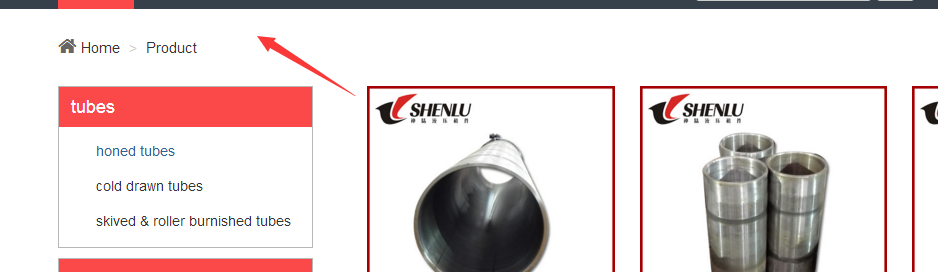 Home > Product
tubes
honed tubes
cold drawn tubes
skived & roller burnished tubes
SHENLU
SHENLU